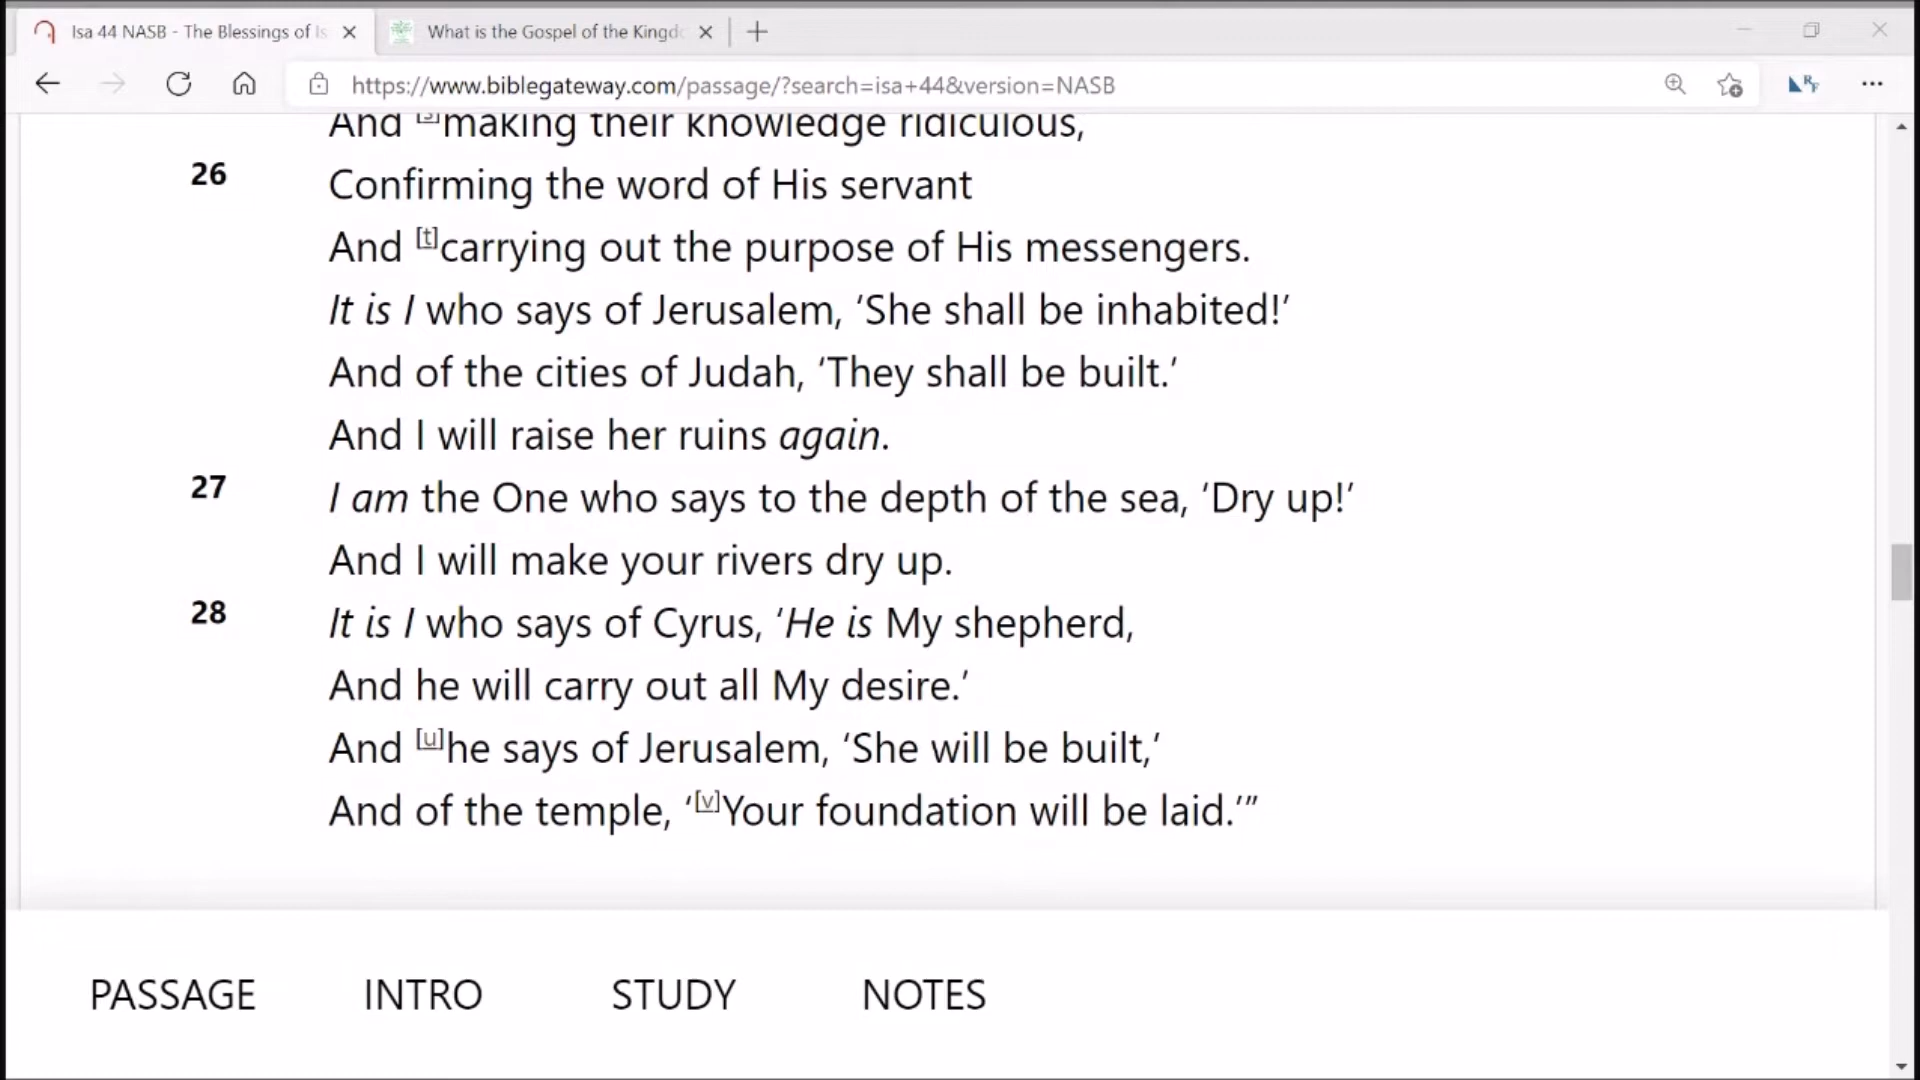 Isa 44 NASB - The Blessings of Is
What is the Gospel of the Kingd
https://www.biblegateway.com/passage/?search=isa+44&version=NASB
And [s]making their knowledge ridiculous,
26 Confirming the word of His servant
And [t]carrying out the purpose of His messengers.
It is I who says of Jerusalem, ‘She shall be inhabited!’
And of the cities of Judah, ‘They shall be built.’
And I will raise her ruins again.
27 I am the One who says to the depth of the sea, ‘Dry up!’
And I will make your rivers dry up.
28 It is I who says of Cyrus, ‘He is My shepherd,
And he will carry out all My desire.’
And [u]he says of Jerusalem, ‘She will be built,’
And of the temple, ‘[v]Your foundation will be laid.’”
PASSAGE INTRO STUDY NOTES